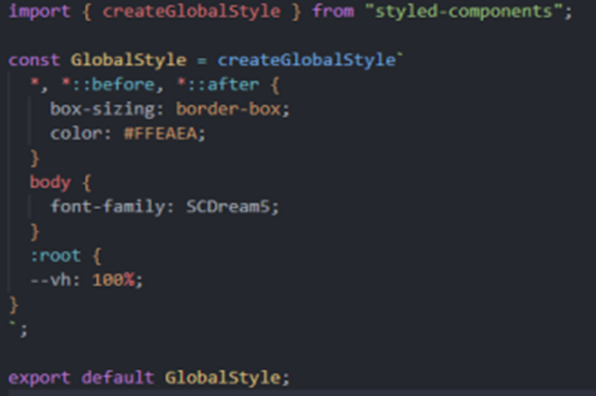 import { createGlobalStyle } from "styled-components";

const GlobalStyle = createGlobalStyle`
  *, *::before, *::after {
    box-sizing: border-box;
    color: #FFEAEA;
  }
  body {
    font-family: SCDream5;
  }
  :root {
  --vh: 100%;
}
`;

export default GlobalStyle;